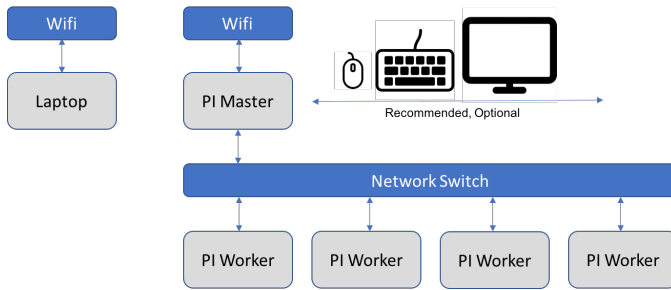 Wifi
Wifi
Laptop
PI Master
Recommended, Optional
Network Switch
PI Worker
PI Worker
PI Worker
PI Worker